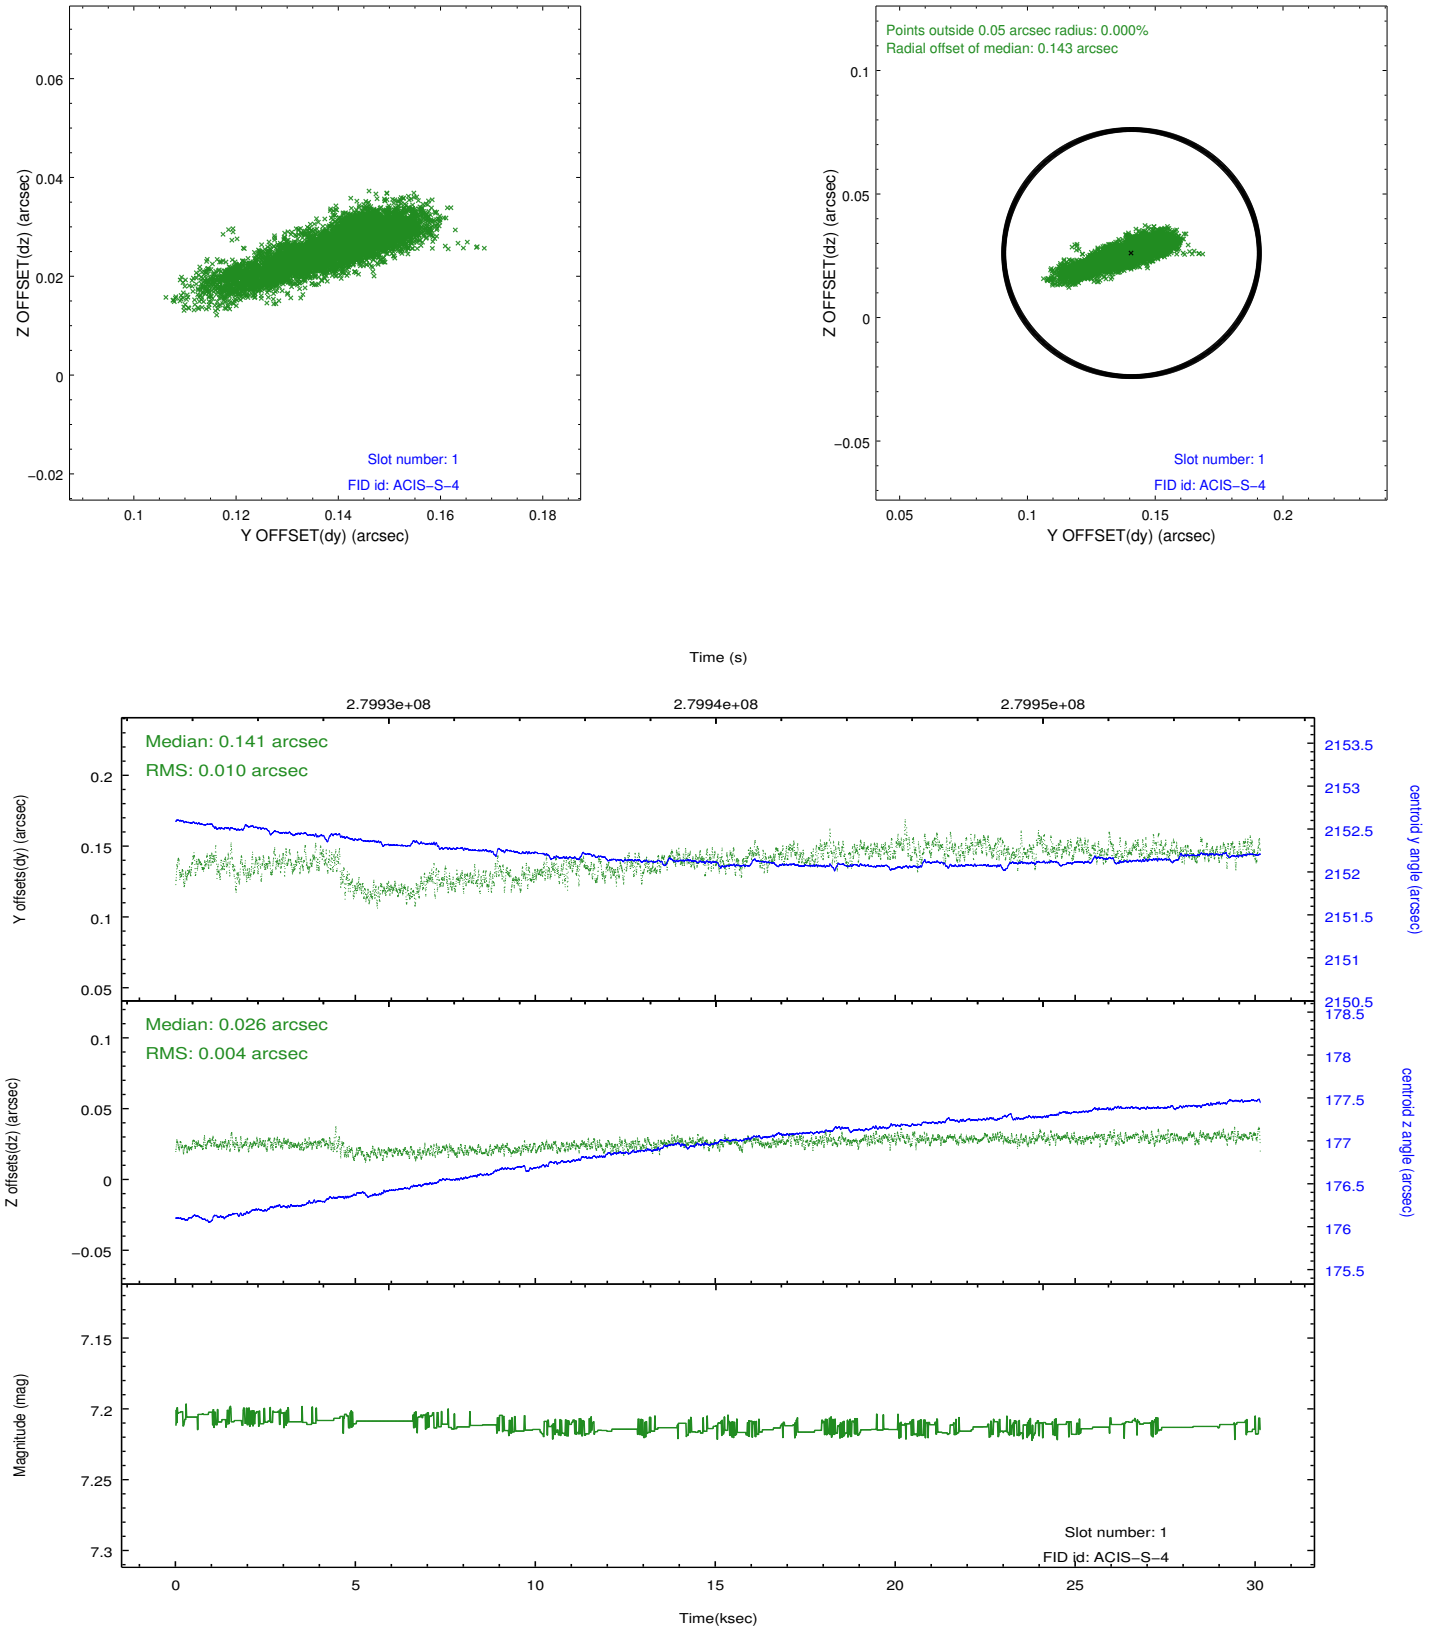 0.06
0.04
0.02
0
−0.02
Z OFFSET(dz) (arcsec)
Slot number: 1
FID id: ACIS−S−4
0.1
0.12
0.14
0.16
0.18
Y OFFSET(dy) (arcsec)
Points outside 0.05 arcsec radius: 0.000%
Radial offset of median: 0.143 arcsec
0.1
0.05
0
−0.05
Z OFFSET(dz) (arcsec)
Slot number: 1
FID id: ACIS−S−4
0.05
0.1
0.15
0.2
Y OFFSET(dy) (arcsec)
Time (s)
2.7993e+08
2.7994e+08
2.7995e+08
Median: 0.141 arcsec
RMS: 0.010 arcsec
0.2
0.15
0.1
0.05
Y offsets(dy) (arcsec)
2153.5
2153
2152.5
2152
2151.5
2151
2150.5
centroid y angle (arcsec)
Median: 0.026 arcsec
RMS: 0.004 arcsec
0.1
0.05
0
−0.05
Z offsets(dz) (arcsec)
178.5
178
177.5
177
176.5
176
175.5
centroid z angle (arcsec)
7.15
7.2
7.25
7.3
Magnitude (mag)
Slot number: 1
FID id: ACIS−S−4
0
5
10
15
20
25
30
Time(ksec)